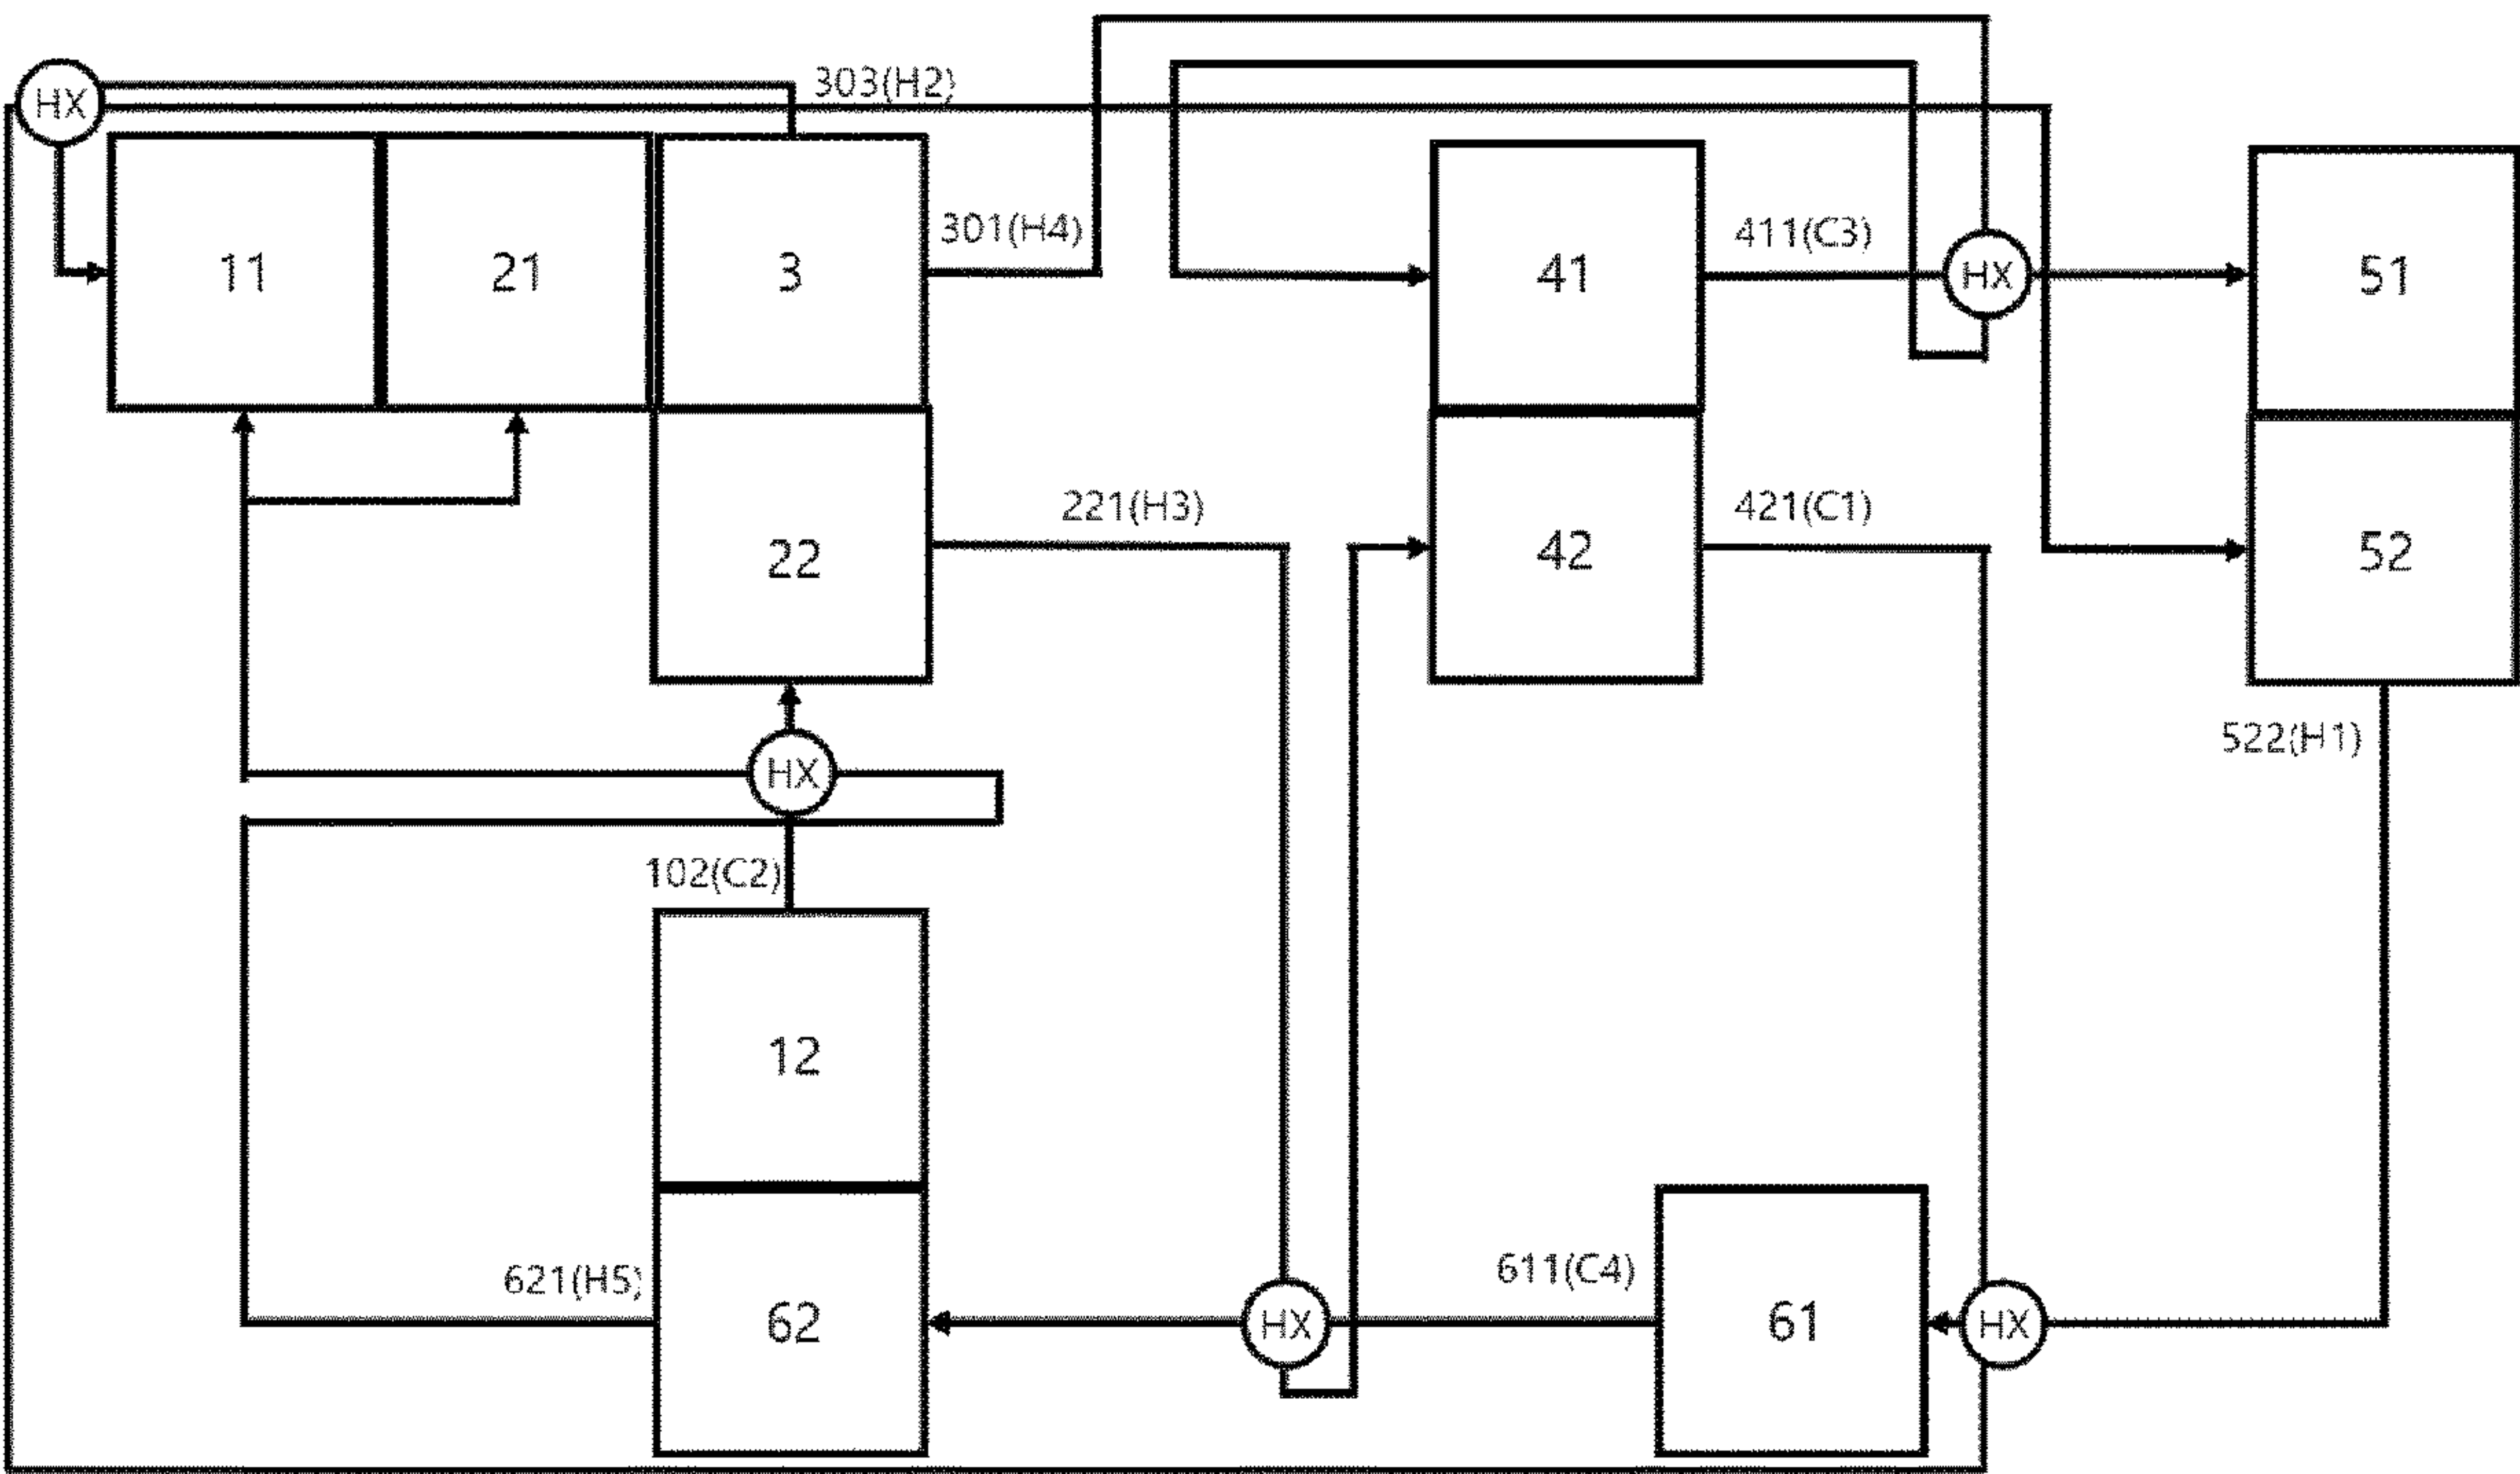 303(H2)
HX
301(H4)
411(C3)
11
21
3
41
HX
51
221(H3)
421(C1)
22
42
52
522(H1)
HX
102(C2)
12
611(C4)
621(H5)
62
HX
61
HX